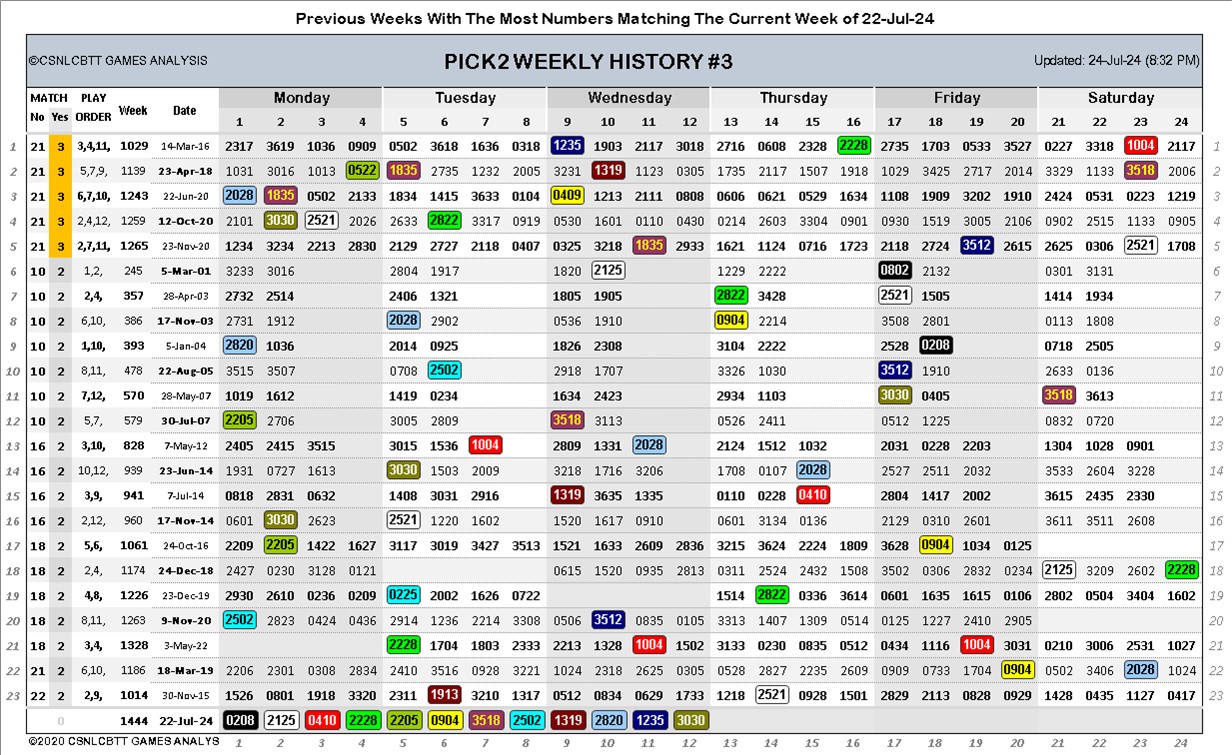 Previous Weeks With The Most Numbers Matching The Current Week of 22-Jul-24
©CSNLCBTT GAMES ANALYSIS PICK2 WEEKLY HISTORY #3 Updated: 24-Jul-24 (8:32 PM)
MATCH PLAY Week Date Monday Tuesday Wednesday Thursday Friday Saturday
No Yes ORDER 1 2 3 4 5 6 7 8 9 10 11 12 13 14 15 16 17 18 19 20 21 22 23 24
1 21 3 3,4,11, 1029 14-Mar-16 2317 3619 1036 0909 0502 3618 1636 0318 1235 1903 2117 3018 2716 0608 2328 2228 2735 1703 0533 3527 0227 3318 1004 2117 1
2 21 3 5,7,9, 1139 23-Apr-18 1031 3016 1013 0522 1835 2735 1232 2005 3231 1319 1123 0305 1735 2117 1507 1918 1029 3425 2717 2014 3329 1133 3518 2006 2
3 21 3 6,7,10, 1243 22-Jun-20 2028 1835 0502 2133 1834 1415 3633 0104 0409 1213 2111 0808 0606 0621 0529 1634 1108 1909 3202 1910 2424 0531 0223 1219 3
4 21 3 2,4,12, 1259 12-Oct-20 2101 3030 2521 2026 2633 2822 3317 0919 0530 1601 0110 0430 0214 2603 3304 0901 0930 1519 3005 2106 0902 2515 1133 0905 4
5 21 3 2,7,11, 1265 23-Nov-20 1234 3234 2213 2830 2129 2727 2118 0407 0325 3218 1835 2933 1621 1124 0716 1723 2118 2724 3512 2615 2625 0306 2521 1708 5
6 10 2 1,2, 245 5-Mar-01 3233 3016 2804 1917 1820 2125 1229 2222 0802 2132 0301 3131 6
7 10 2 2,4, 357 28-Apr-03 2732 2514 2406 1321 1805 1905 2822 3428 2521 1505 1414 1934 7
8 10 2 6,10, 386 17-Nov-03 2731 1912 2028 2902 0536 1910 0904 2214 3508 2801 0113 1808 8
9 10 2 1,10, 393 5-Jan-04 2820 1036 2014 0925 1826 2308 3104 2222 2528 0208 0718 2505 9
10 10 2 8,11, 478 22-Aug-05 3515 3507 0708 2502 2918 1707 3326 1030 3512 1910 2633 0136 10
11 10 2 7,12, 570 28-May-07 1019 1612 1419 0234 1634 2423 2934 1103 3030 0405 3518 3613 11
12 10 2 5,7, 579 30-Jul-07 2205 2706 3005 2809 3518 3113 0526 2411 0512 1225 0832 0720 12
13 16 2 3,10, 828 7-May-12 2405 2415 3515 3015 1536 1004 2809 1331 2028 2124 1512 1032 2031 0228 2203 1304 1028 0901 13
14 16 2 10,12, 939 23-Jun-14 1931 0727 1613 3030 1503 2009 3218 1716 3206 1708 0107 2028 2527 2511 2032 3533 2604 3228 14
15 16 2 3,9, 941 7-Jul-14 0818 2831 0632 1408 3031 2916 1319 3635 1335 0110 0228 0410 2804 1417 2002 3615 2435 2330 15
16 16 2 2,12, 960 17-Nov-14 0601 3030 2623 2521 1220 1602 1520 1617 0910 0601 3134 0136 2129 0310 2601 3611 3511 2608 16
17 18 2 5,6, 1061 24-Oct-16 2209 2205 1422 1627 3117 3019 3427 3513 1521 1633 2609 2836 3215 3624 2224 1809 3628 0904 1034 0125 17
18 18 2 2,4, 1174 24-Dec-18 2427 0230 3128 0121 0615 1520 0935 2813 0311 2524 2432 1508 3502 0306 2832 0234 2125 3209 2602 2228 18
19 18 2 4,8, 1226 23-Dec-19 2930 2610 0236 0209 0225 2002 1626 0722 1514 2822 0336 3614 0601 1635 1615 0106 2802 0504 3404 1602 19
20 18 2 8,11, 1263 9-Nov-20 2502 2823 0424 0436 2914 1236 2214 3308 0506 3512 0835 0105 3313 1407 1309 0514 0125 1227 2410 2905 20
21 18 2 3,4, 1328 3-May-22 2228 1704 1803 2333 2213 1328 1004 1502 3133 0230 0835 0512 0434 1116 1004 3031 0210 3006 2531 1027 21
22 21 2 6,10, 1186 18-Mar-19 2206 2301 0308 2834 2410 3516 0928 3221 1024 2318 2625 0305 0528 2827 2235 2609 0909 0733 1704 0904 0502 3406 2028 1024 22
23 22 2 2,9, 1014 30-Nov-15 1526 0801 1918 3320 2311 1913 3210 1317 0512 0834 0629 1733 1218 2521 0928 1501 2829 2113 0828 0929 1428 0435 1127 0417 23
0 1444 22-Jul-24 0208 2125 0410 2228 2205 0904 3518 2502 1319 2820 1235 3030
©2020 CSNLCBTT GAMES ANALYS 1 2 3 4 5 6 7 8 9 10 11 12 13 14 15 16 17 18 19 20 21 22 23 24